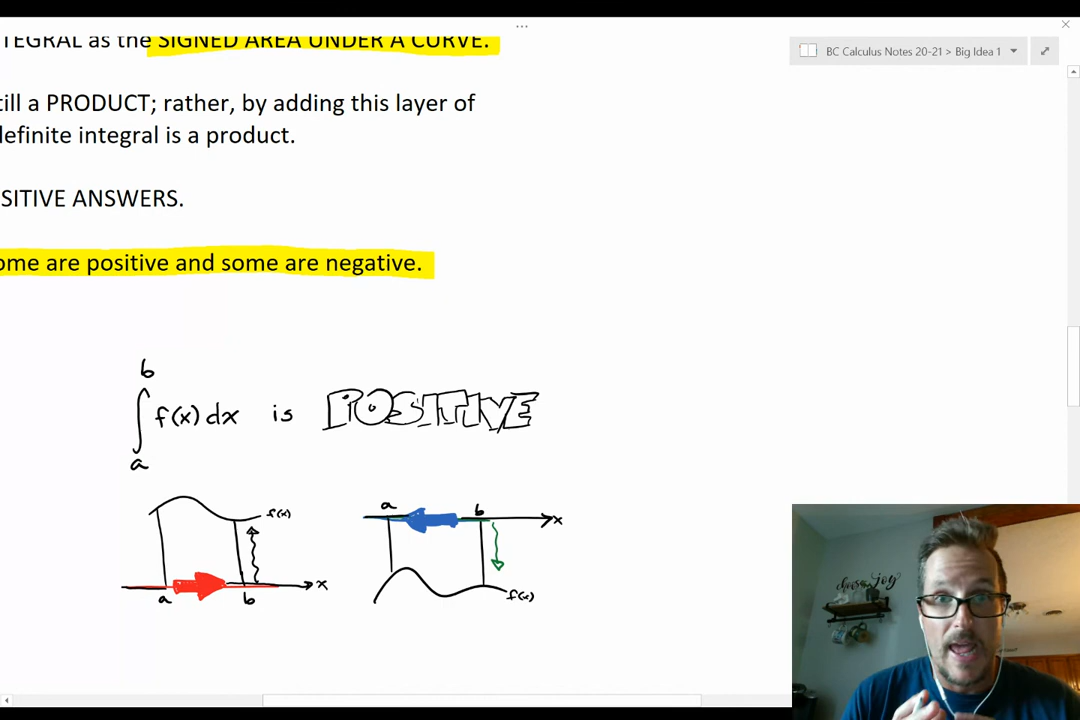 TEGRAL as the SIGNED AREA UNDER A CURVE.
BC Calculus Notes 20-21 > Big Idea 1
till a PRODUCT; rather, by adding this layer of
definite integral is a product.
SITIVE ANSWERS.
ome are positive and some are negative.
b
∫ f(x) dx is POSITIVE
a
f(x)
a b x
a b x
f(x)
choose joy